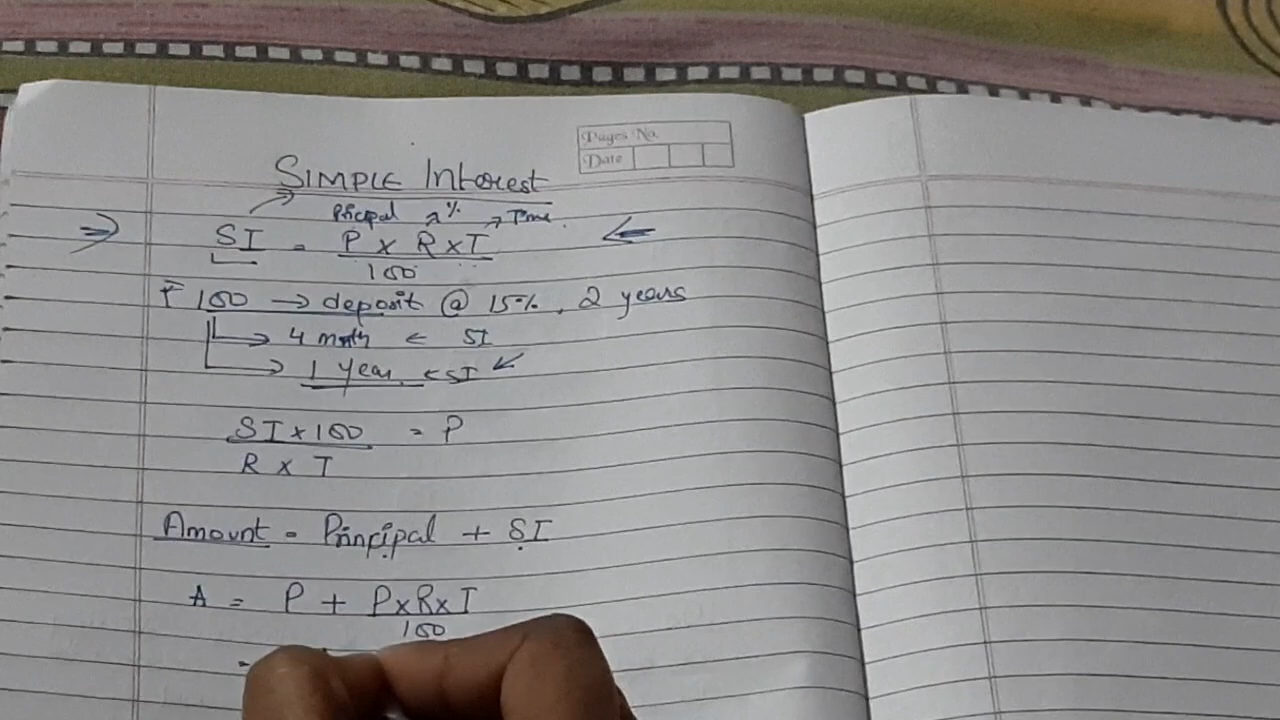 Pages No.
Date
SIMPLE Interest
Pricipal % Time.
SI = P x R x T
100
₹ 100 → deposit @ 15%, 2 years
4 month ← SI
1 year ← SI
SI x 100 = P
R x T
Amount = Principal + SI
A = P + P x R x T
100
=